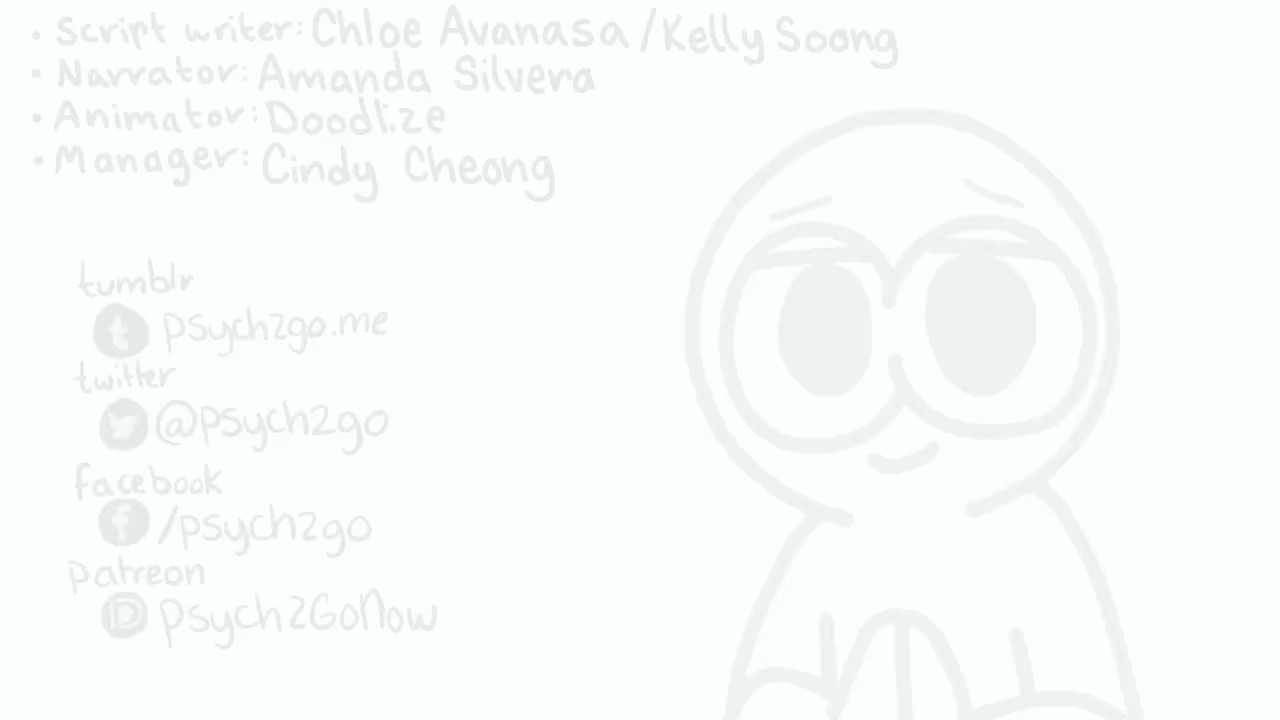 • Script writer: Chloe Avanasa / Kelly Soong
• Narrator: Amanda Silvera
• Animator: Doodlize
• Manager: Cindy Cheong
tumblr
t psych2go.me
twitter
@psych2go
facebook
f /psych2go
Patreon
P psych2GoNow